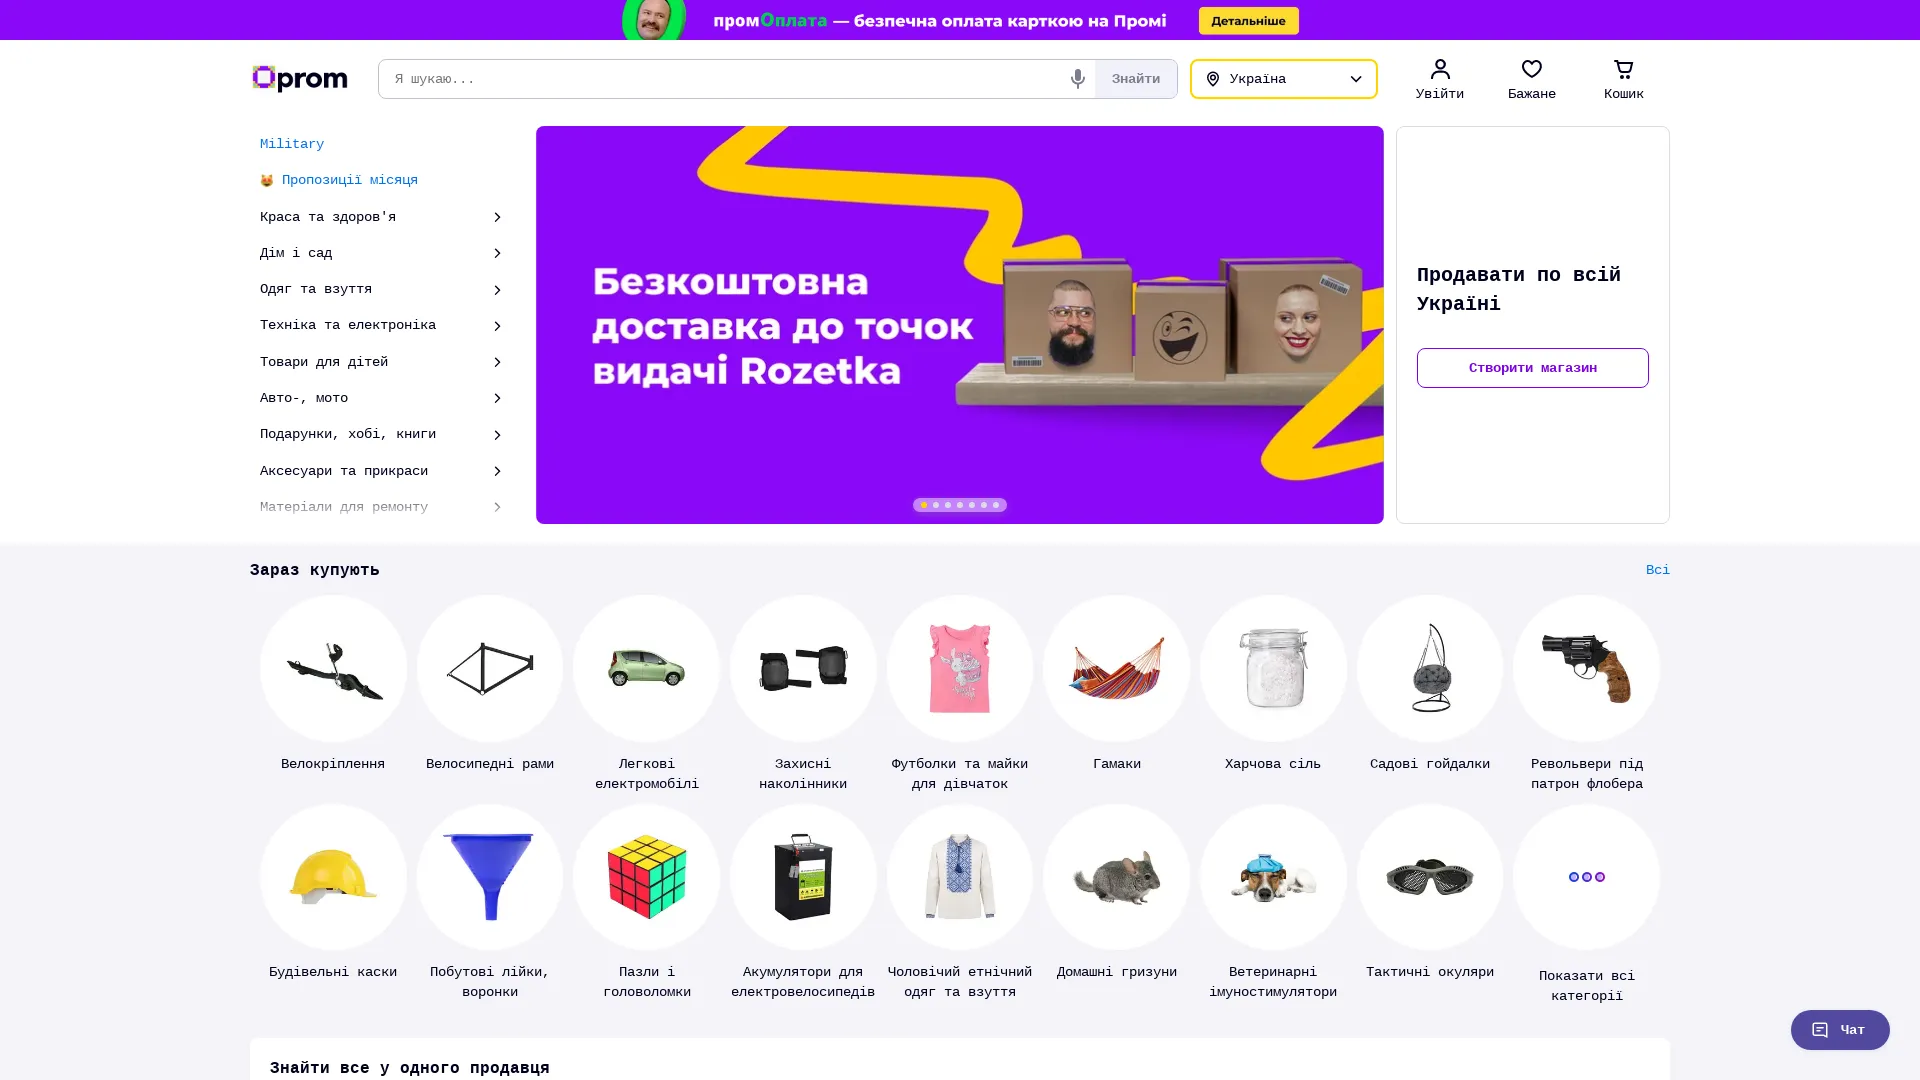 промОплата — безпечна оплата карткою на Промі
Детальніше
prom
Я шукаю...
Знайти
Україна
Увійти
Бажане
Кошик
Military
Пропозиції місяця
Краса та здоров'я
Дім і сад
Одяг та взуття
Техніка та електроніка
Товари для дітей
Авто-, мото
Подарунки, хобі, книги
Аксесуари та прикраси
Матеріали для ремонту
Безкоштовна
доставка до точок
видачі Rozetka
Продавати по всій
Україні
Створити магазин
Зараз купують
Всі
Велокріплення
Велосипедні рами
Легкові
електромобілі
Захисні
наколінники
Футболки та майки
для дівчаток
Гамаки
Харчова сіль
Садові гойдалки
Револьвери під
патрон флобера
Будівельні каски
Побутові лійки,
воронки
Пазли і
головоломки
Акумулятори для
електровелосипедів
Чоловічий етнічний
одяг та взуття
Домашні гризуни
Ветеринарні
імуностимулятори
Тактичні окуляри
Показати всі
категорії
Чат
Знайти все у одного продавця